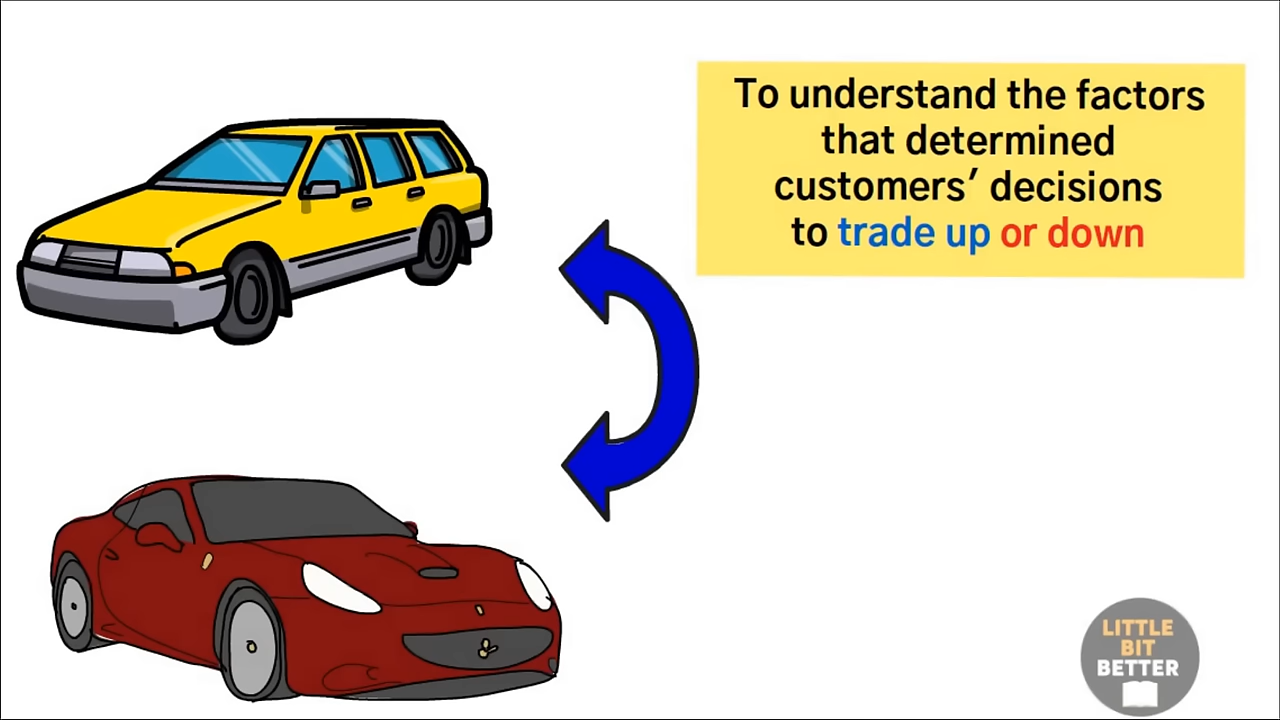 To understand the factors
that determined
customers’ decisions
to trade up or down
LITTLE
BIT
BETTER